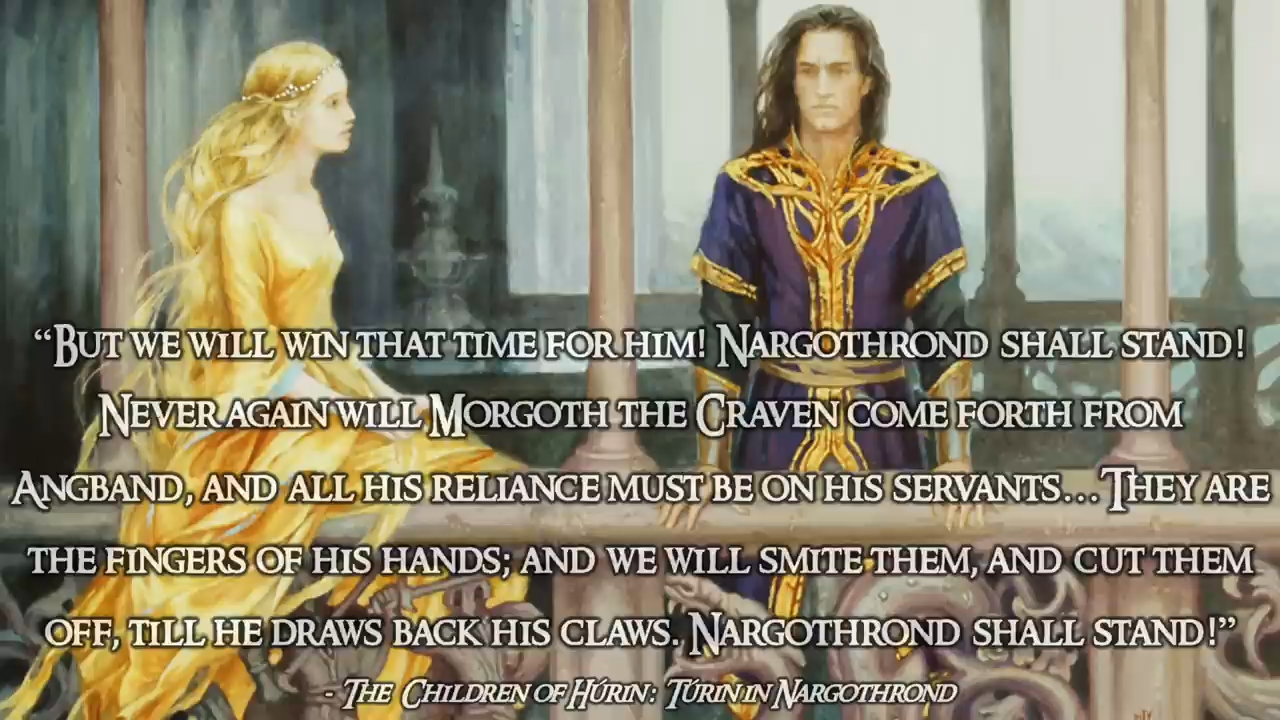 “But we will win that time for him! Nargothrond shall stand!
Never again will Morgoth the Craven come forth from
Angband, and all his reliance must be on his servants... They are
the fingers of his hands; and we will smite them, and cut them
off, till he draws back his claws. Nargothrond shall stand!”
- The Children of Húrin: Túrin in Nargothrond